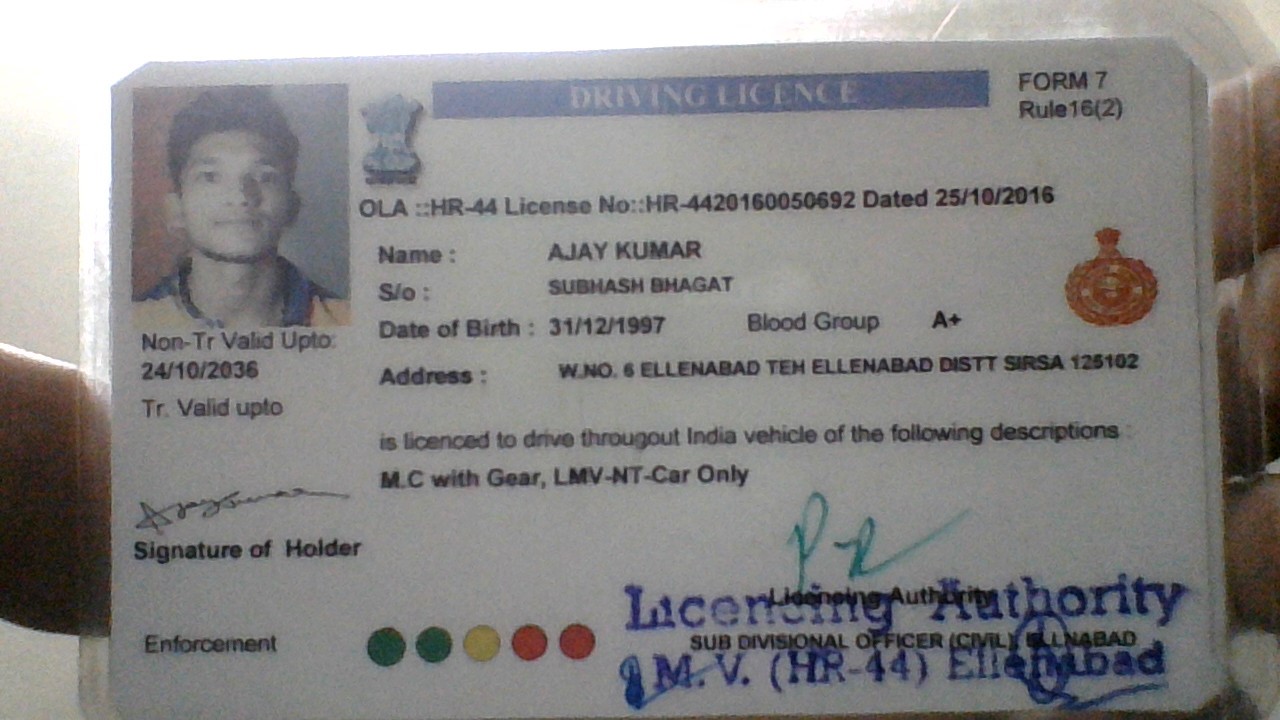 DRIVING LICENCE
FORM 7
Rule16(2)
OLA ::HR-44 License No::HR-4420160050692 Dated 25/10/2016
Name : AJAY KUMAR
S/o : SUBHASH BHAGAT
Date of Birth : 31/12/1997 Blood Group A+
Address : W.NO. 6 ELLENABAD TEH ELLENABAD DISTT SIRSA 125102
Non-Tr Valid Upto:
24/10/2036
Tr. Valid upto
is licenced to drive througout India vehicle of the following descriptions :
M.C with Gear, LMV-NT-Car Only
Signature of Holder
Enforcement
Licencing Authority
Licencing Authority
SUB DIVISIONAL OFFICER (CIVIL) ELLNABAD
M. V. (HR-44) Ellenabad